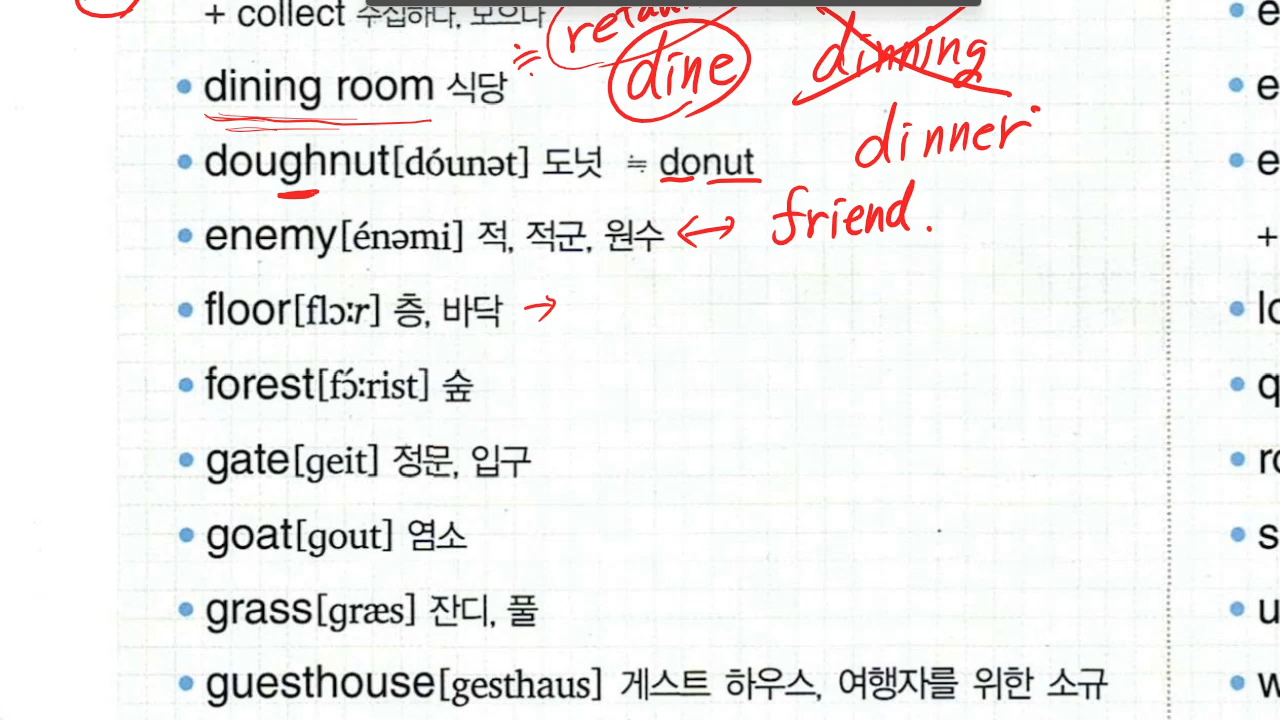 + collect 수집하다, 모으다
dining room 식당 ≒ dine dinning
dinner
doughnut[dóunət] 도넛 ≒ donut
enemy[énəmi] 적, 적군, 원수 ↔ friend.
floor[flɔːr] 층, 바닥 →
forest[fɔ́ːrist] 숲
gate[geit] 정문, 입구
goat[gout] 염소
grass[græs] 잔디, 풀
guesthouse[gesthaus] 게스트 하우스, 여행자를 위한 소규